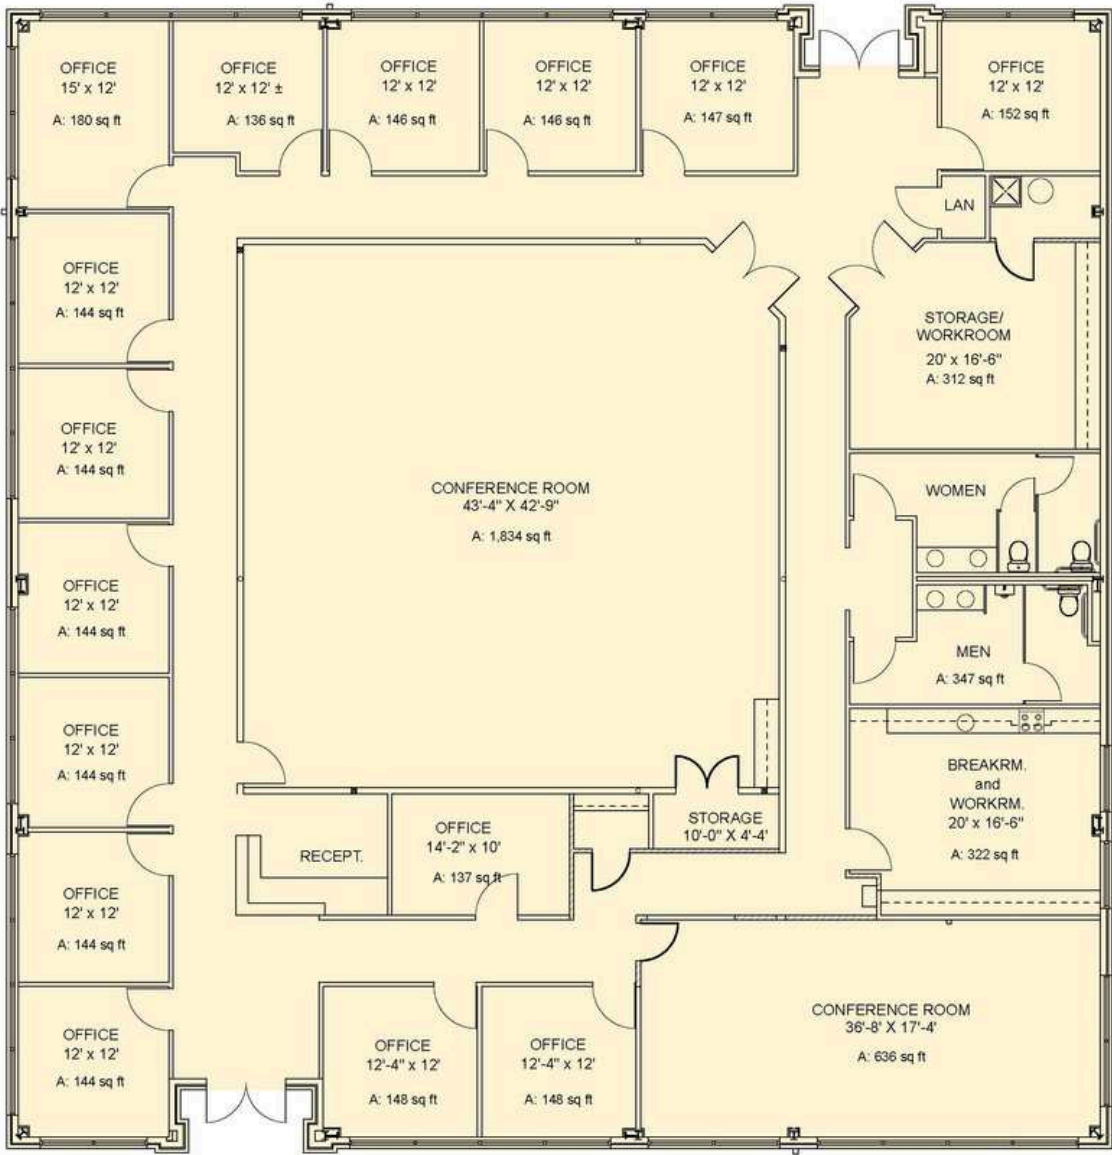 OFFICE
15' x 12'
A: 180 sq ft
OFFICE
12' x 12' ±
A: 136 sq ft
OFFICE
12' x 12'
A: 146 sq ft
OFFICE
12' x 12'
A: 146 sq ft
OFFICE
12' x 12'
A: 147 sq ft
OFFICE
12' x 12'
A: 152 sq ft
LAN
OFFICE
12' x 12'
A: 144 sq ft
STORAGE/
WORKROOM
20' x 16'-6"
A: 312 sq ft
OFFICE
12' x 12'
A: 144 sq ft
CONFERENCE ROOM
43'-4" X 42'-9"
A: 1,834 sq ft
WOMEN
OFFICE
12' x 12'
A: 144 sq ft
MEN
A: 347 sq ft
OFFICE
12' x 12'
A: 144 sq ft
BREAKRM.
and
WORKRM.
20' x 16'-6"
A: 322 sq ft
STORAGE
10'-0" X 4'-4'
OFFICE
14'-2" x 10'
A: 137 sq ft
RECEPT.
OFFICE
12' x 12'
A: 144 sq ft
OFFICE
12' x 12'
A: 144 sq ft
OFFICE
12'-4" x 12'
A: 148 sq ft
OFFICE
12'-4" x 12'
A: 148 sq ft
CONFERENCE ROOM
36'-8' X 17'-4'
A: 636 sq ft